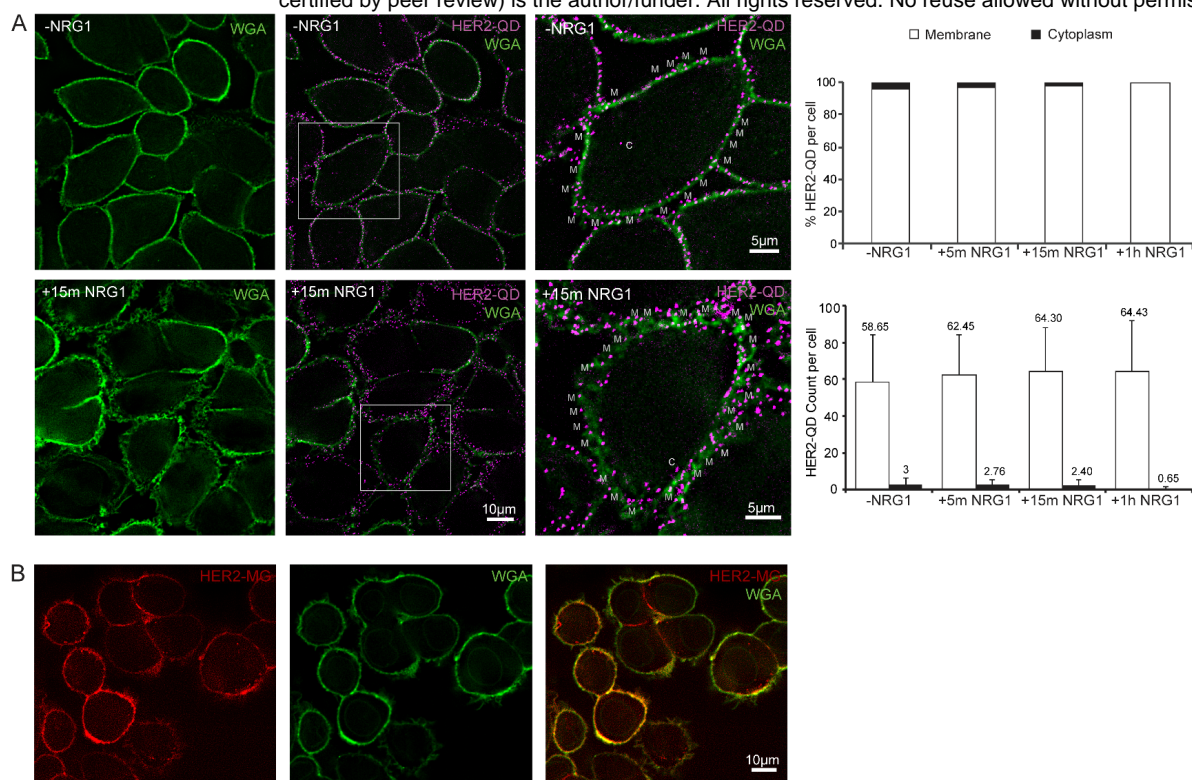 certified by peer review) is the author/funder. All rights reserved. No reuse allowed without permis
A
-NRG1
WGA
-NRG1
HER2-QD
WGA
-NRG1
HER2-QD
WGA
M M M M M M M M M M M M M M M M M M M M M M
C
5µm
+15m NRG1
WGA
+15m NRG1
HER2-QD
WGA
10µm
+15m NRG1
HER2-QD
WGA
M M M M M M M M M M M M M M M M M M M M M M M M
C
5µm
Membrane
Cytoplasm
% HER2-QD per cell
100
80
60
40
20
0
-NRG1 +5m NRG1 +15m NRG1 +1h NRG1
HER2-QD Count per cell
100
80
60
40
20
0
58.65
3
62.45
2.76
64.30
2.40
64.43
0.65
-NRG1 +5m NRG1 +15m NRG1 +1h NRG1
B
HER2-MG
WGA
HER2-MG
WGA
10µm